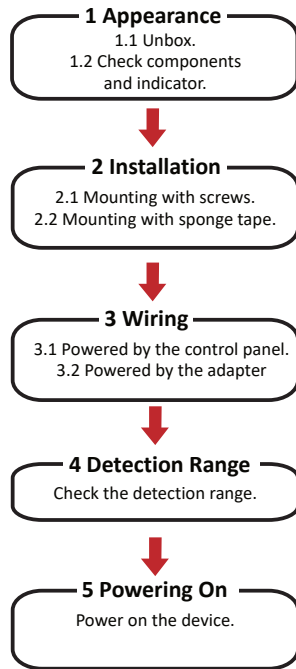 1 Appearance
1.1 Unbox.
1.2 Check components
and indicator.
2 Installation
2.1 Mounting with screws.
2.2 Mounting with sponge tape.
3 Wiring
3.1 Powered by the control panel.
3.2 Powered by the adapter
4 Detection Range
Check the detection range.
5 Powering On
Power on the device.